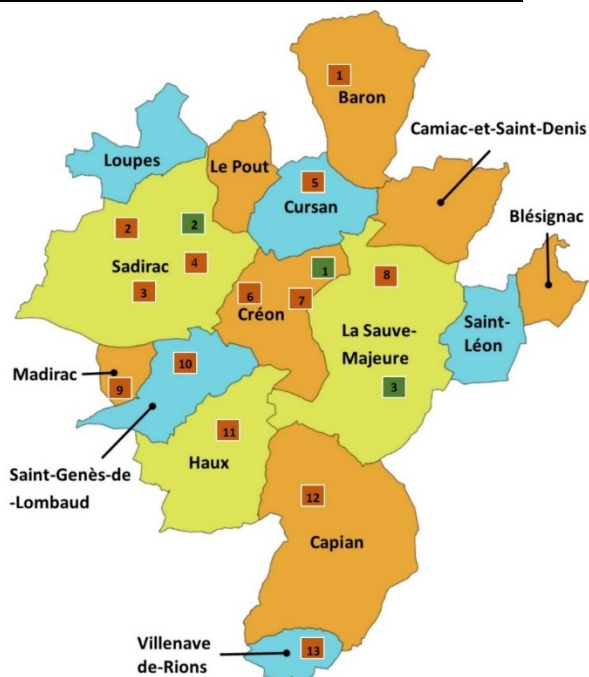 1
Baron
Camiac-et-Saint-Denis
Loupes
Le Pout
5
Cursan
Blésignac
2
2
Sadirac
4
3
1
8
6
7
Créon
La Sauve-
Majeure
Saint-
Léon
Madirac
9
10
3
11
Haux
Saint-Genès-de
-Lombaud
12
Capian
Villenave
de-Rions
13